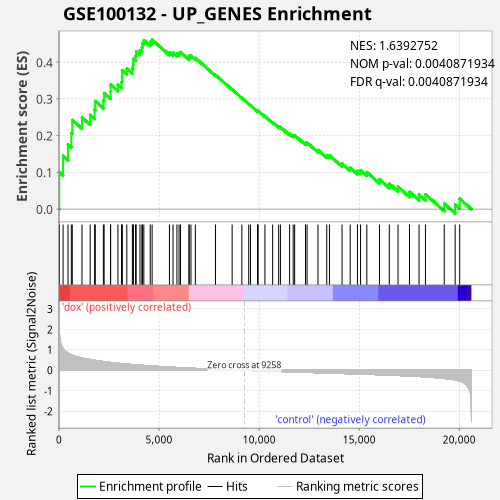 GSE100132 - UP_GENES Enrichment
NES: 1.6392752
NOM p-val: 0.0040871934
FDR q-val: 0.0040871934
Enrichment score (ES)
0.4
0.3
0.2
0.1
0.0
'dox' (positively correlated)
Ranked list metric (Signal2Noise)
3
2
1
0
-1
-2
Zero cross at 9258
'control' (negatively correlated)
0
5,000
10,000
15,000
20,000
Rank in Ordered Dataset
Enrichment profile
Hits
Ranking metric scores